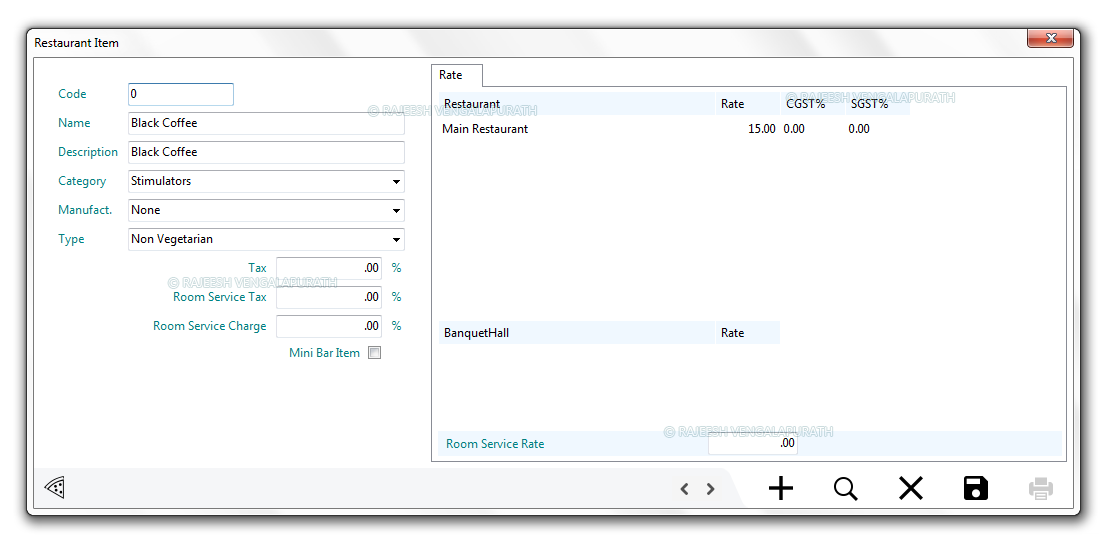 Restaurant Item
Code 0
Name Black Coffee
Description Black Coffee
Category Stimulators
Manufact. None
Type Non Vegetarian
Tax .00 %
© RAJEESH VENGALAPURATH
Room Service Tax .00 %
Room Service Charge .00 %
Mini Bar Item
Rate
© RAJEESH VENGALAPURATH
Restaurant Rate CGST% SGST%
© RAJEESH VENGALAPURATH
Main Restaurant 15.00 0.00 0.00
BanquetHall Rate
© RAJEESH VENGALAPURATH
Room Service Rate .00